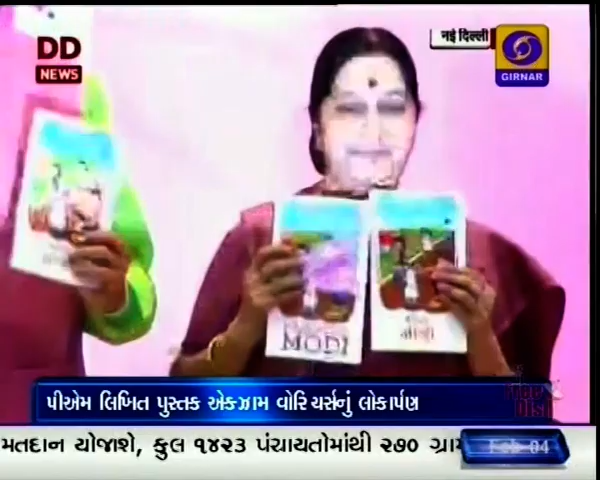 DD
NEWS
नई दिल्ली
GIRNAR
MODI
પીએમ લિખિત પુસ્તક એક્ઝામ વોરિયર્સનું લોકાર્પણ
મતદાન યોજાશે, કુલ ૧૪૨૩ પંચાયતોમાંથી ૨૭૦ ગ્રા
Feb 04